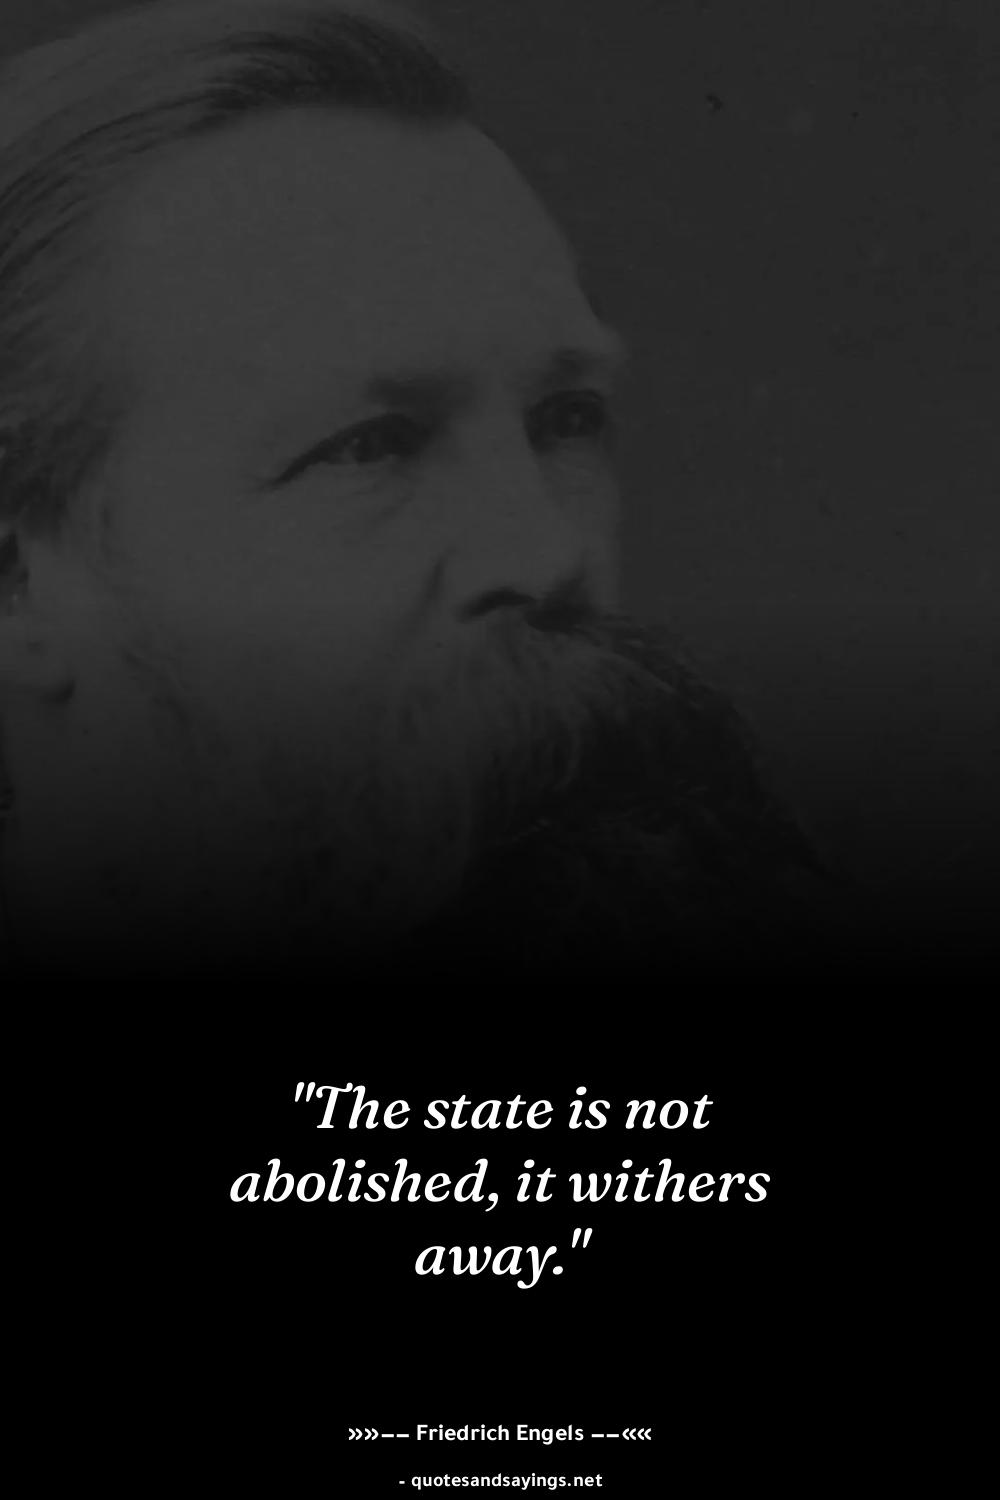 "The state is not
abolished, it withers
away."
»»–– Friedrich Engels ––««
- quotesandsayings.net